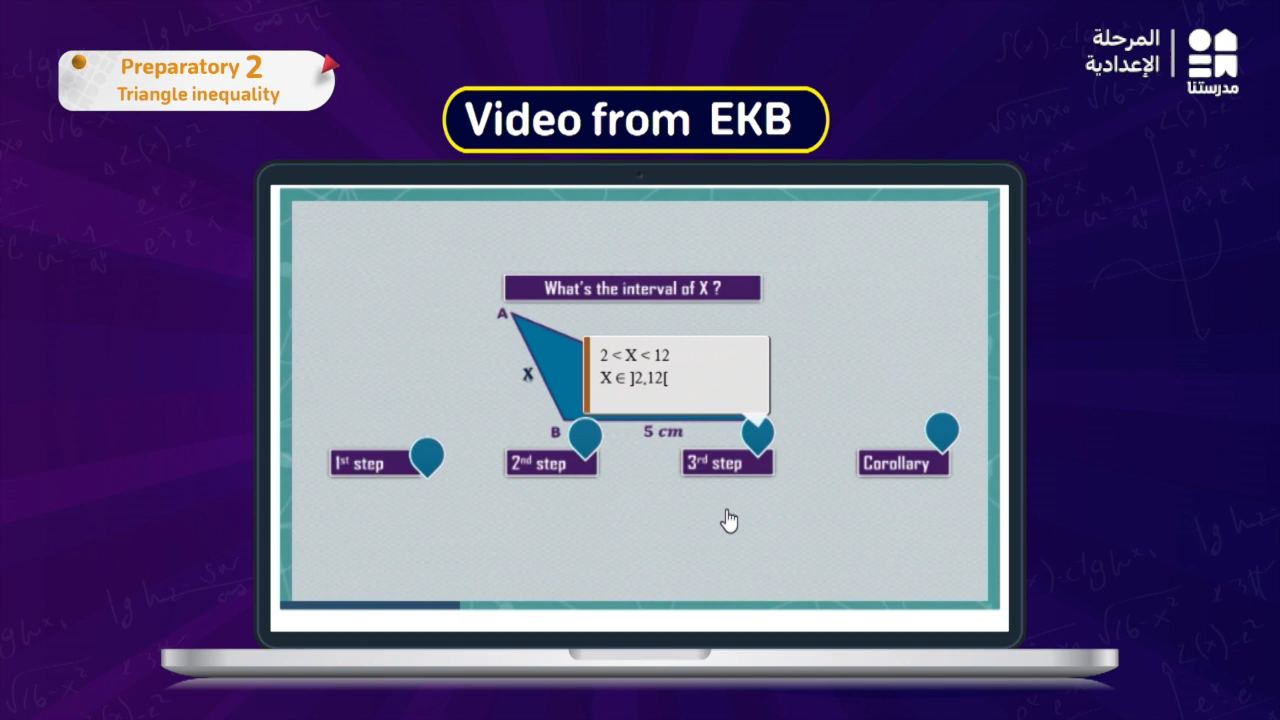 Preparatory 2
Triangle inequality
المرحلة
الإعدادية
مدرستنا
Video from EKB
What's the interval of X ?
A
2 < X < 12
X ∈ ]2,12[
X
B
5 cm
1st step
2nd step
3rd step
Corollary